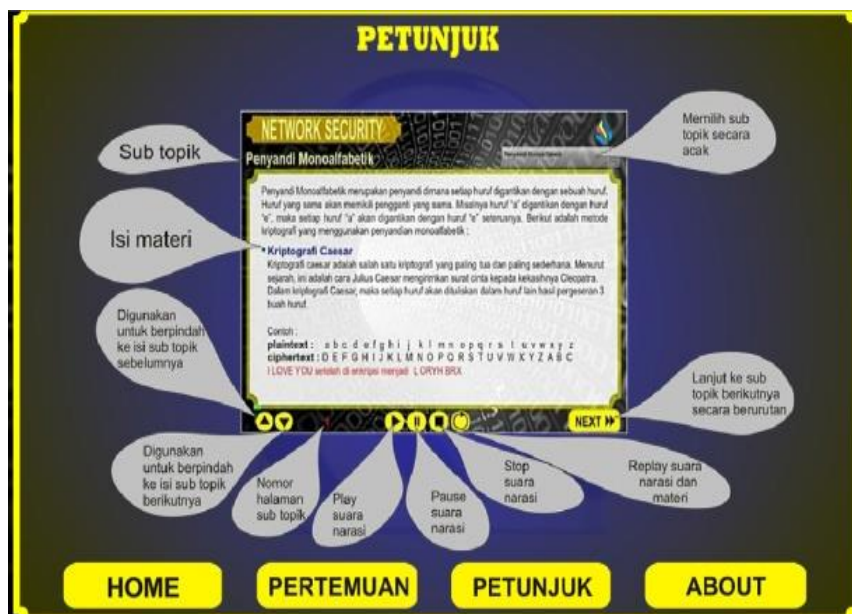 PETUNJUK
NETWORK SECURITY
Penyandi Monoalfabetik
Penyandi Monoalfabetik merupakan penyandi dimana setiap huruf digantikan dengan sebuah huruf.
Huruf yang sama akan memikili pengganti yang sama. Misalnya huruf "a" digantikan dengan huruf
"e", maka setiap huruf "a" akan digantikan dengan huruf "e" seterusnya. Berikut adalah metode
kriptografi yang menggunakan penyandian monoalfabetik :
Kriptografi Caesar
Kriptografi caesar adalah salah satu kriptografi yang paling tua dan paling sederhana. Menurut
sejarah, ini adalah cara Julius Caesar mengirimkan surat cinta kepada kekasihnya Cleopatra.
Dalam kriptografi Caesar, maka setiap huruf akan dituliskan dalam huruf lain hasil pergeseran 3
buah huruf.
Contoh :
plaintext : a b c d e f g h i j k l m n o p q r s t u v w x y z
ciphertext : D E F G H I J K L M N O P Q R S T U V W X Y Z A B C
I LOVE YOU setelah di enkripsi menjadi L ORYH BRX
NEXT
Sub topik
Isi materi
Digunakan
untuk berpindah
ke isi sub topik
sebelumnya
Digunakan
untuk berpindah
ke isi sub topik
berikutnya
Nomor
halaman
sub topik
Play
suara
narasi
Pause
suara
narasi
Stop
suara
narasi
Replay suara
narasi dan
materi
Lanjut ke sub
topik berikutnya
secara berurutan
Memilih sub
topik secara
acak
HOME
PERTEMUAN
PETUNJUK
ABOUT